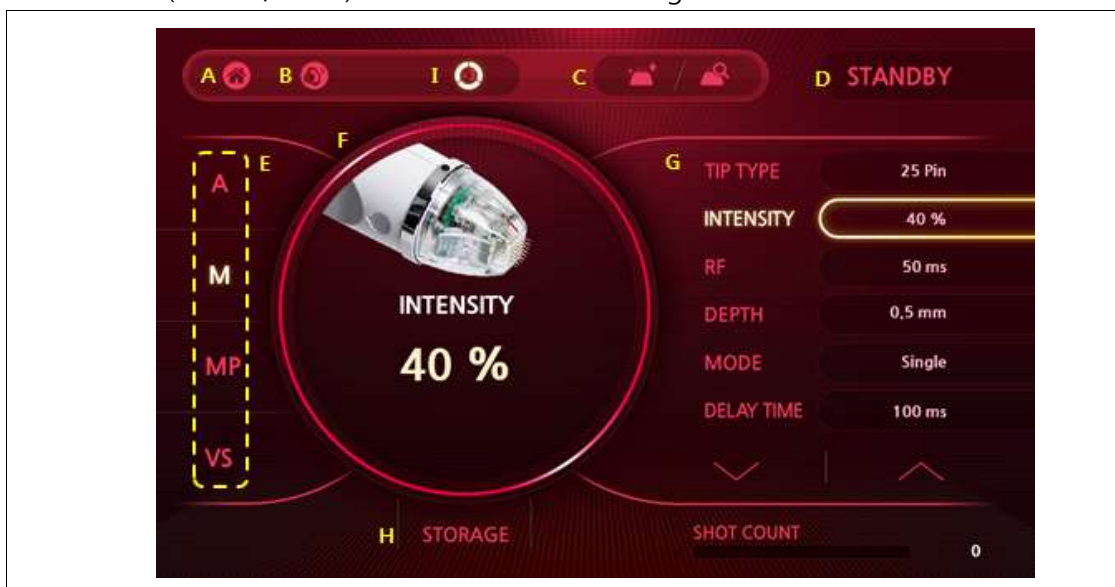 A B I C D STANDBY
E F G
A
M
MP
VS
INTENSITY
40 %
TIP TYPE 25 Pin
INTENSITY 40 %
RF 50 ms
DEPTH 0,5 mm
MODE Single
DELAY TIME 100 ms
H STORAGE
SHOT COUNT 0